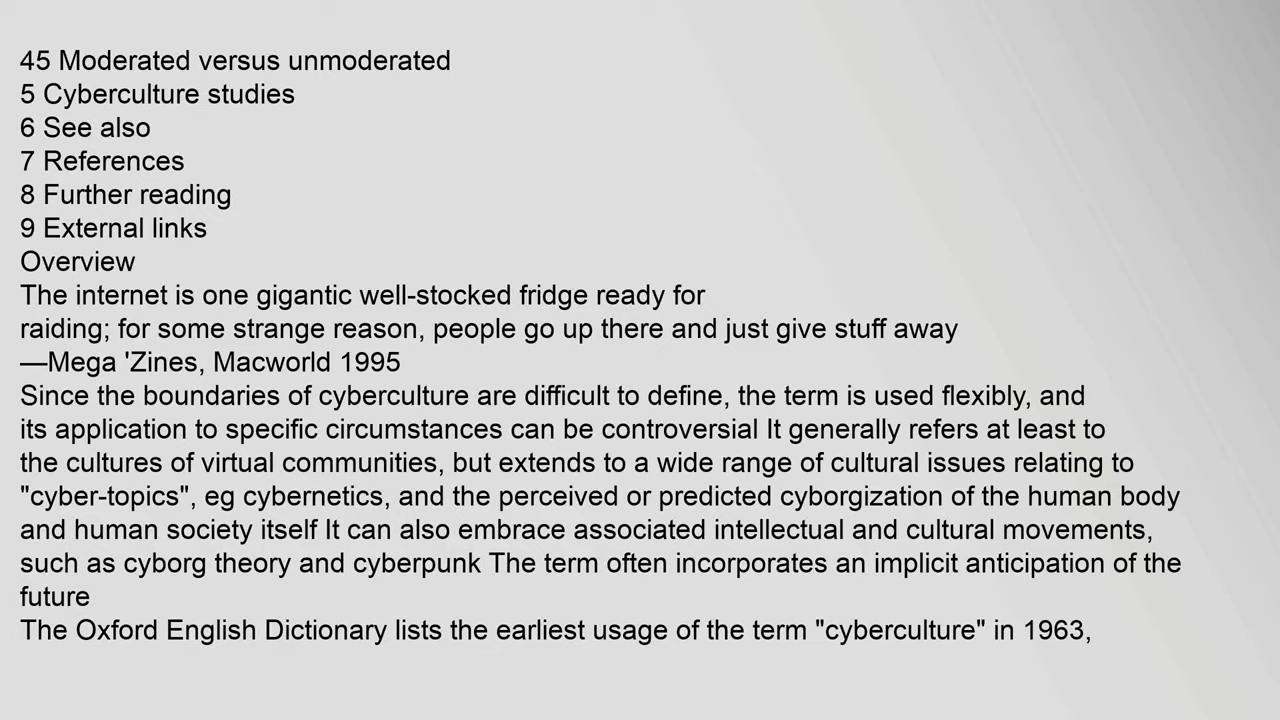 45 Moderated versus unmoderated
5 Cyberculture studies
6 See also
7 References
8 Further reading
9 External links
Overview
The internet is one gigantic well-stocked fridge ready for
raiding; for some strange reason, people go up there and just give stuff away
—Mega 'Zines, Macworld 1995
Since the boundaries of cyberculture are difficult to define, the term is used flexibly, and
its application to specific circumstances can be controversial It generally refers at least to
the cultures of virtual communities, but extends to a wide range of cultural issues relating to
"cyber-topics", eg cybernetics, and the perceived or predicted cyborgization of the human body
and human society itself It can also embrace associated intellectual and cultural movements,
such as cyborg theory and cyberpunk The term often incorporates an implicit anticipation of the
future
The Oxford English Dictionary lists the earliest usage of the term "cyberculture" in 1963,